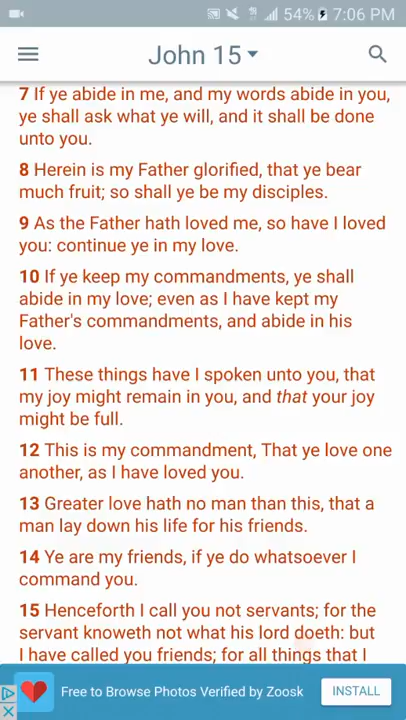 54% 7:06 PM
John 15
7 If ye abide in me, and my words abide in you,
ye shall ask what ye will, and it shall be done
unto you.
8 Herein is my Father glorified, that ye bear
much fruit; so shall ye be my disciples.
9 As the Father hath loved me, so have I loved
you: continue ye in my love.
10 If ye keep my commandments, ye shall
abide in my love; even as I have kept my
Father's commandments, and abide in his
love.
11 These things have I spoken unto you, that
my joy might remain in you, and that your joy
might be full.
12 This is my commandment, That ye love one
another, as I have loved you.
13 Greater love hath no man than this, that a
man lay down his life for his friends.
14 Ye are my friends, if ye do whatsoever I
command you.
15 Henceforth I call you not servants; for the
servant knoweth not what his lord doeth: but
I have called you friends; for all things that I
Free to Browse Photos Verified by Zoosk
INSTALL